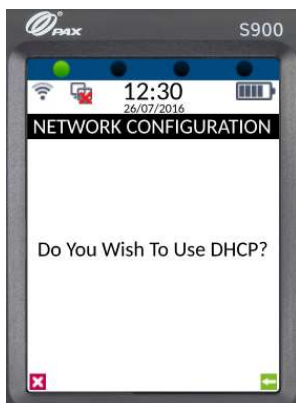 PAX S900
12:30
26/07/2016
NETWORK CONFIGURATION
Do You Wish To Use DHCP?